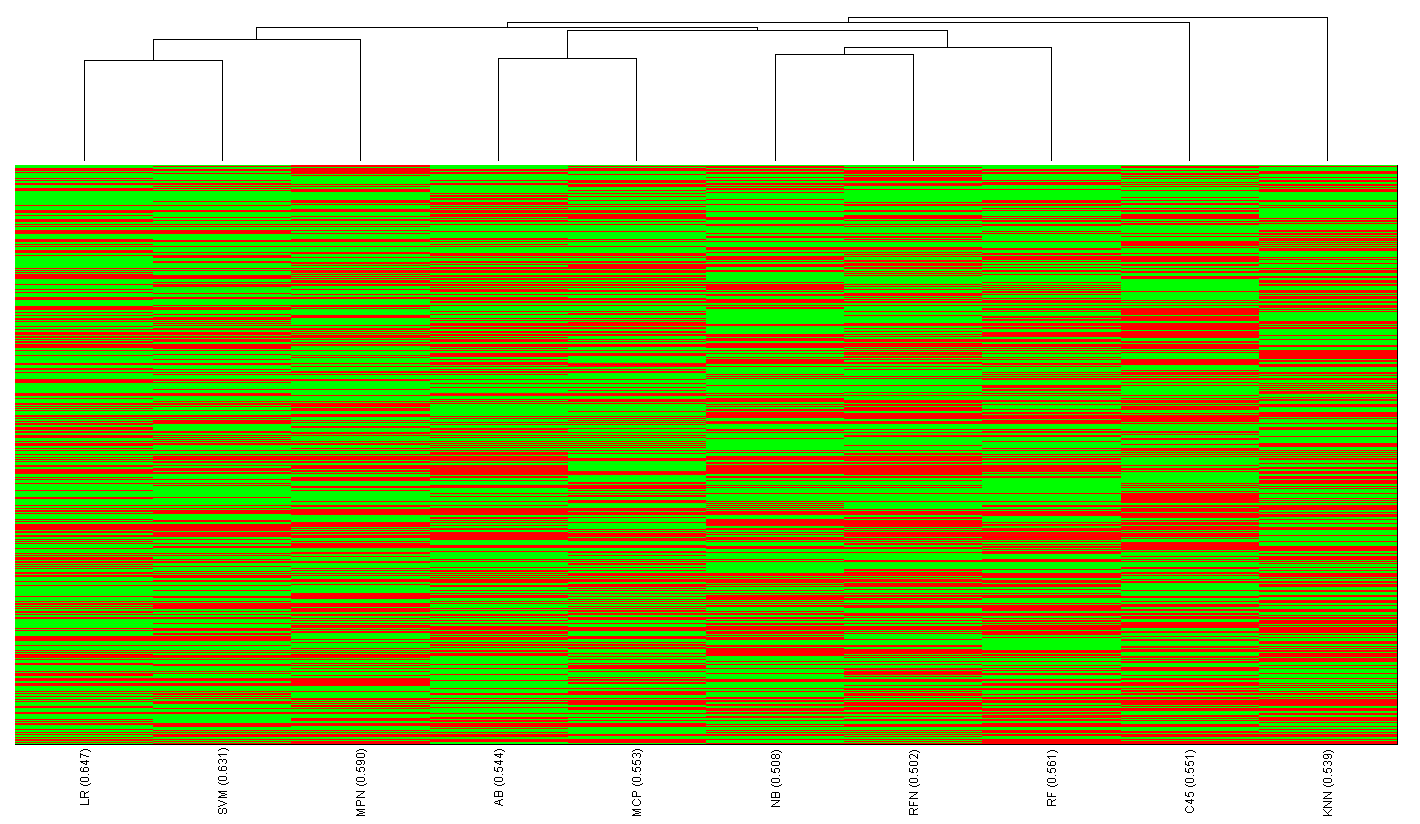 LR (0.647)
SVM (0.631)
MPN (0.590)
AB (0.544)
MCP (0.553)
NB (0.508)
RFN (0.502)
RF (0.561)
C45 (0.551)
KNN (0.539)